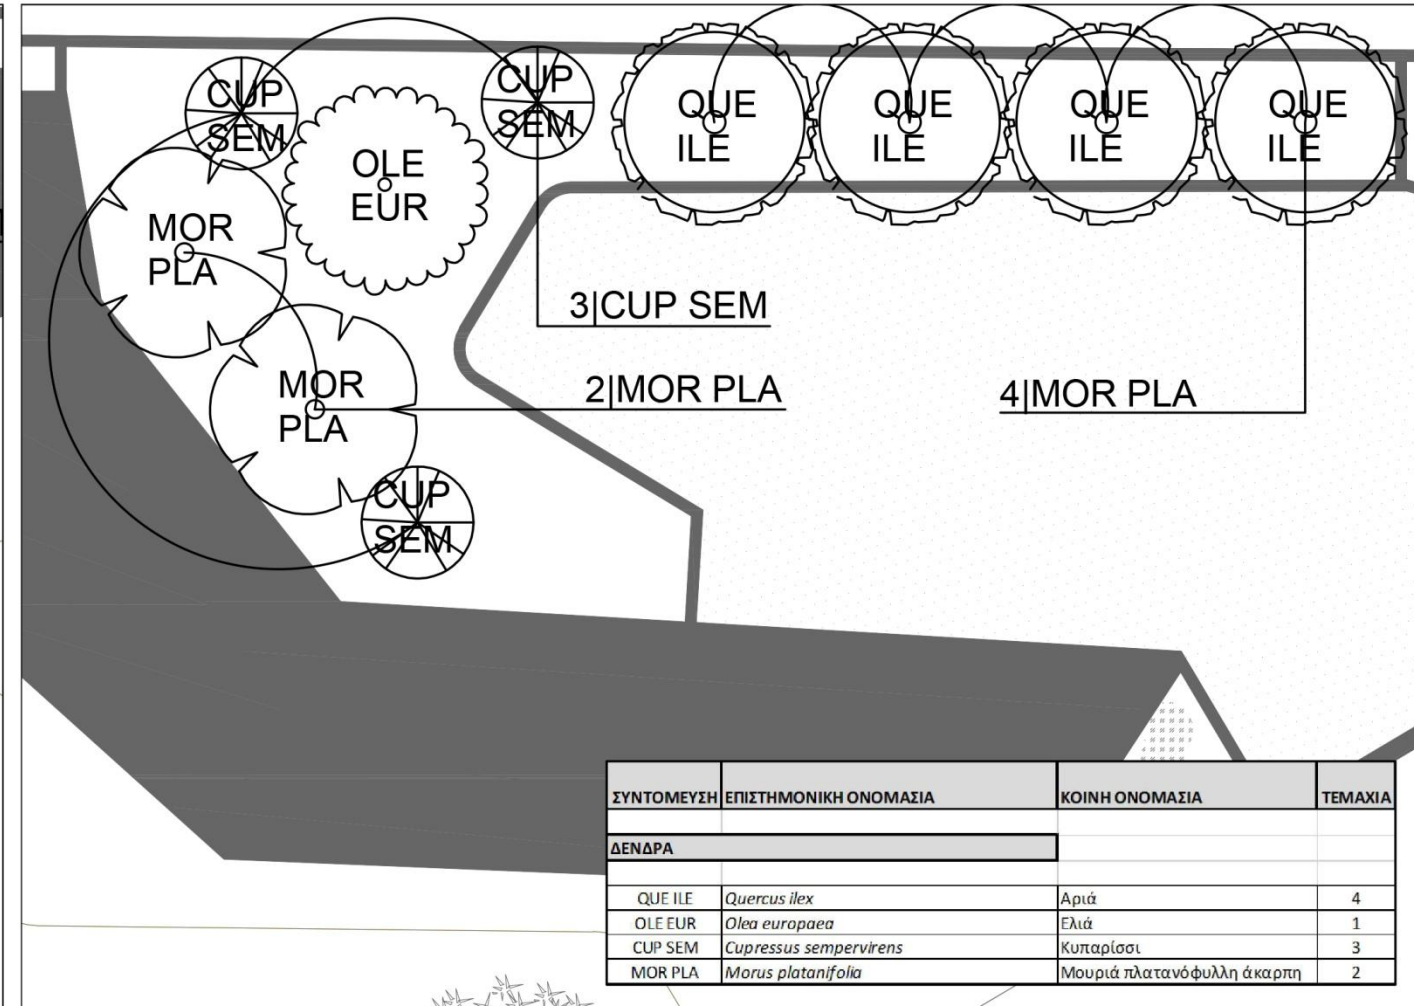 CUP
SEM
CUP
SEM
QUE
ILE
QUE
ILE
QUE
ILE
QUE
ILE
OLE
EUR
MOR
PLA
3|CUP SEM
MOR
PLA
2|MOR PLA
4|MOR PLA
CUP
SEM
ΣΥΝΤΟΜΕΥΣΗ ΕΠΙΣΤΗΜΟΝΙΚΗ ΟΝΟΜΑΣΙΑ ΚΟΙΝΗ ΟΝΟΜΑΣΙΑ ΤΕΜΑΧΙΑ
ΔΕΝΔΡΑ
QUE ILE Quercus ilex Αριά 4
OLE EUR Olea europaea Ελιά 1
CUP SEM Cupressus sempervirens Κυπαρίσσι 3
MOR PLA Morus platanifolia Μουριά πλατανόφυλλη άκαρπη 2